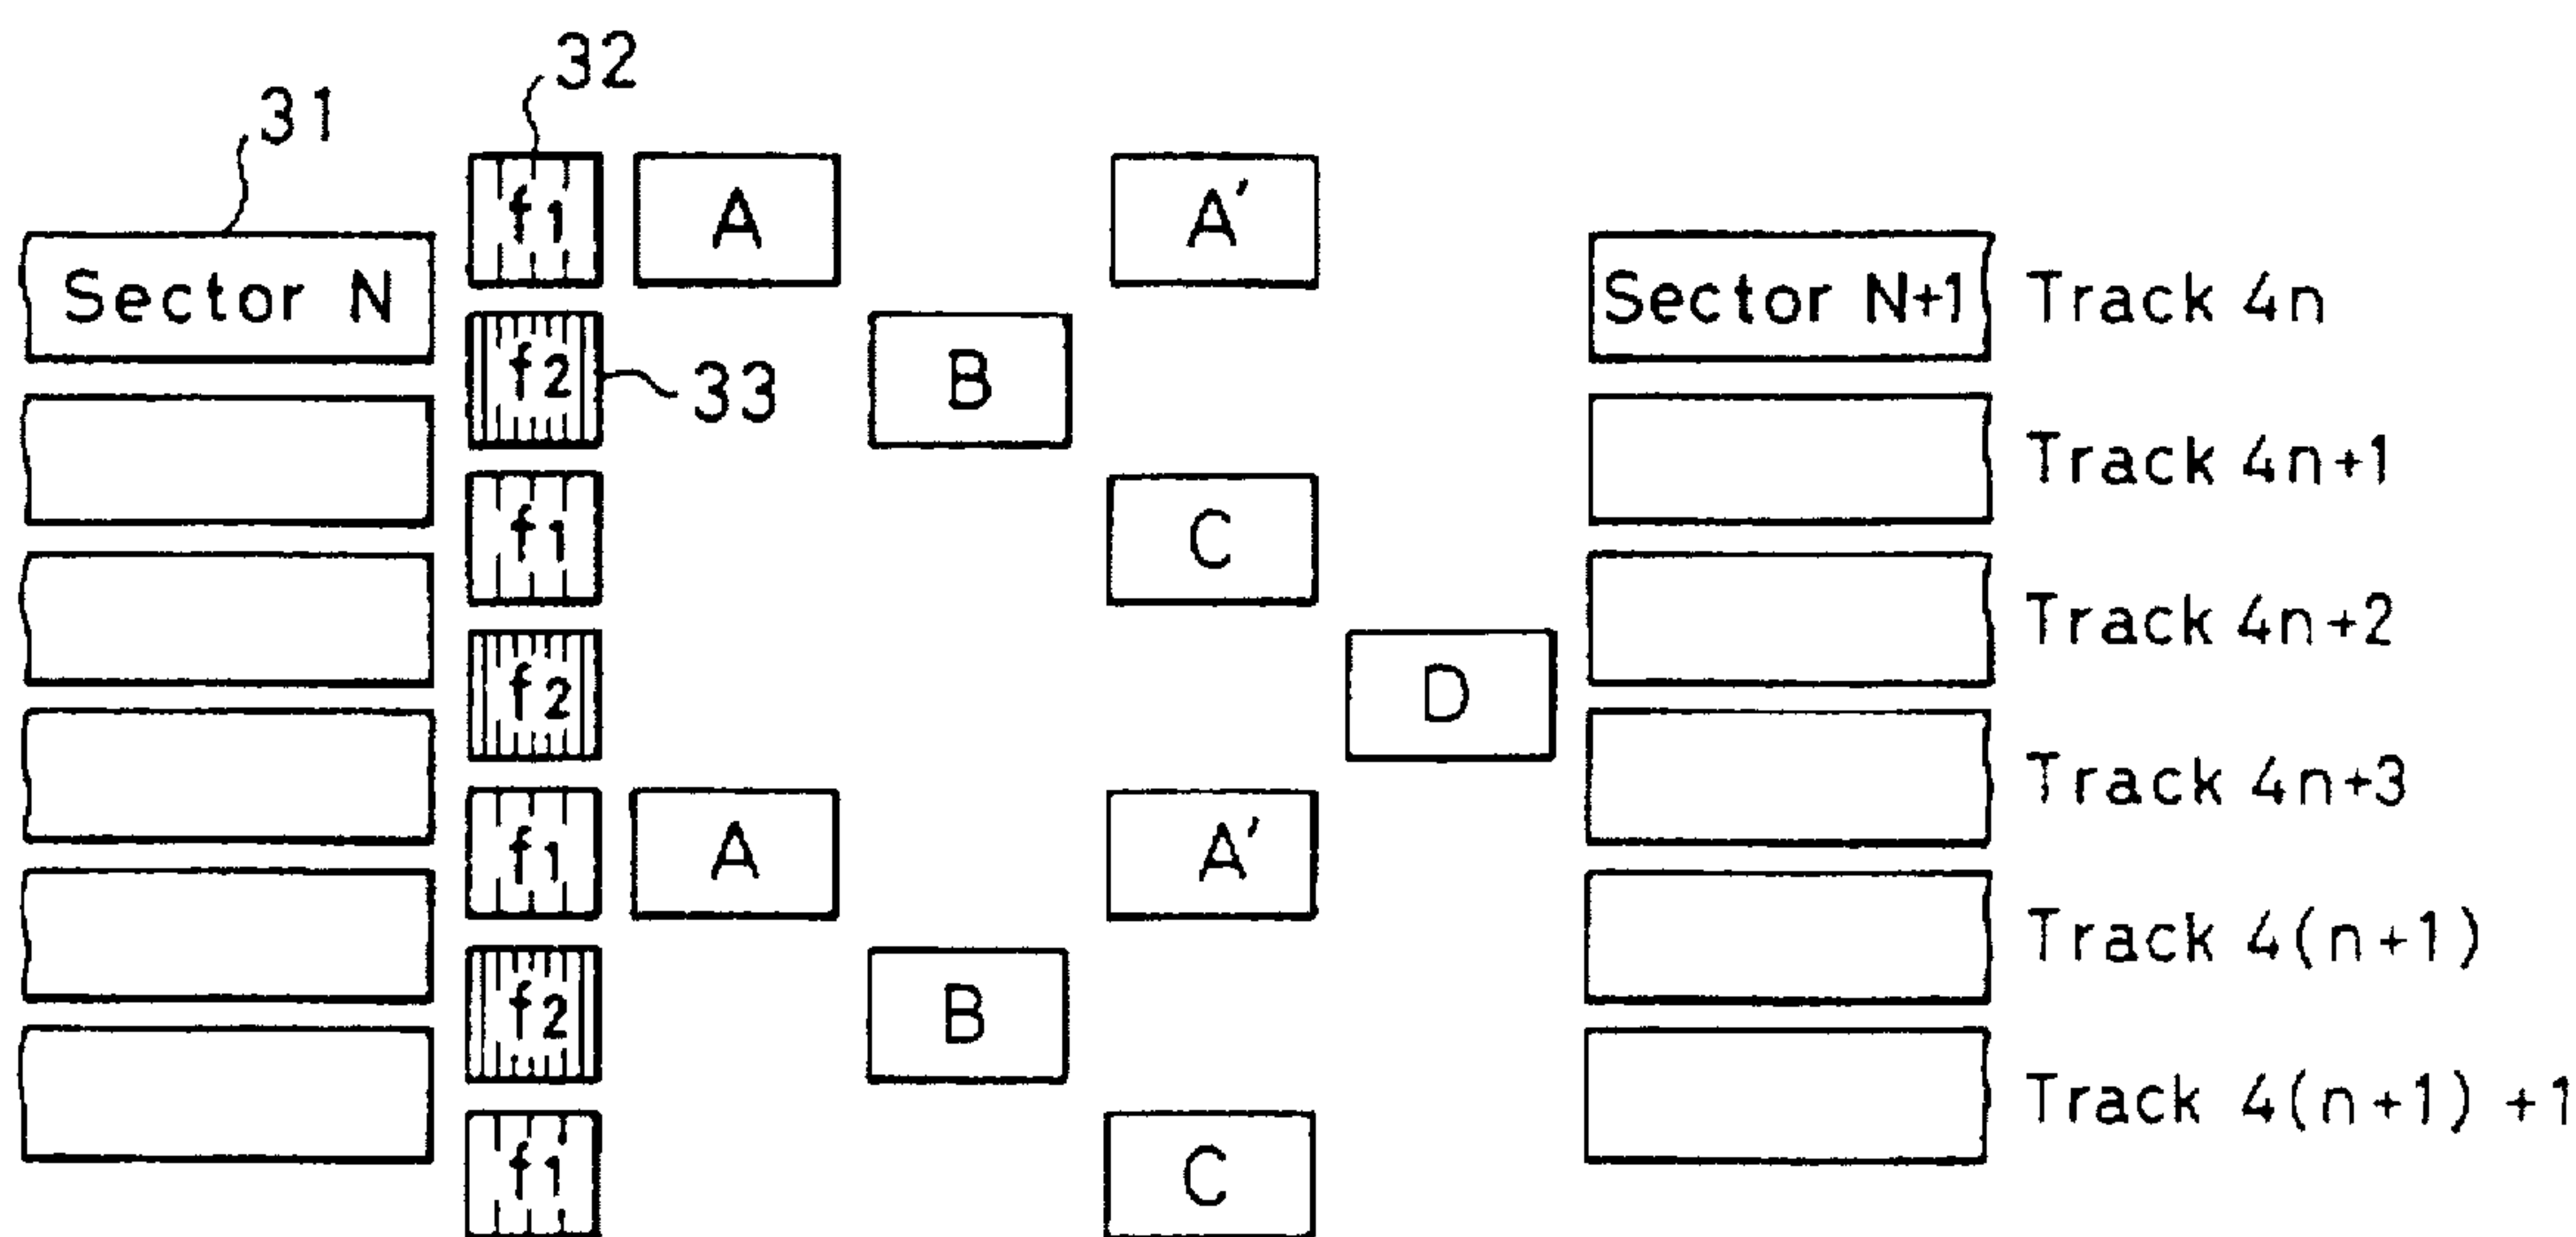 32
31
f1 A A′
Sector N Sector N+1 Track 4n
f2 33 B
Track 4n+1
f1 C
Track 4n+2
f2 D
Track 4n+3
f1 A A′
Track 4(n+1)
f2 B
Track 4(n+1) +1
f1 C